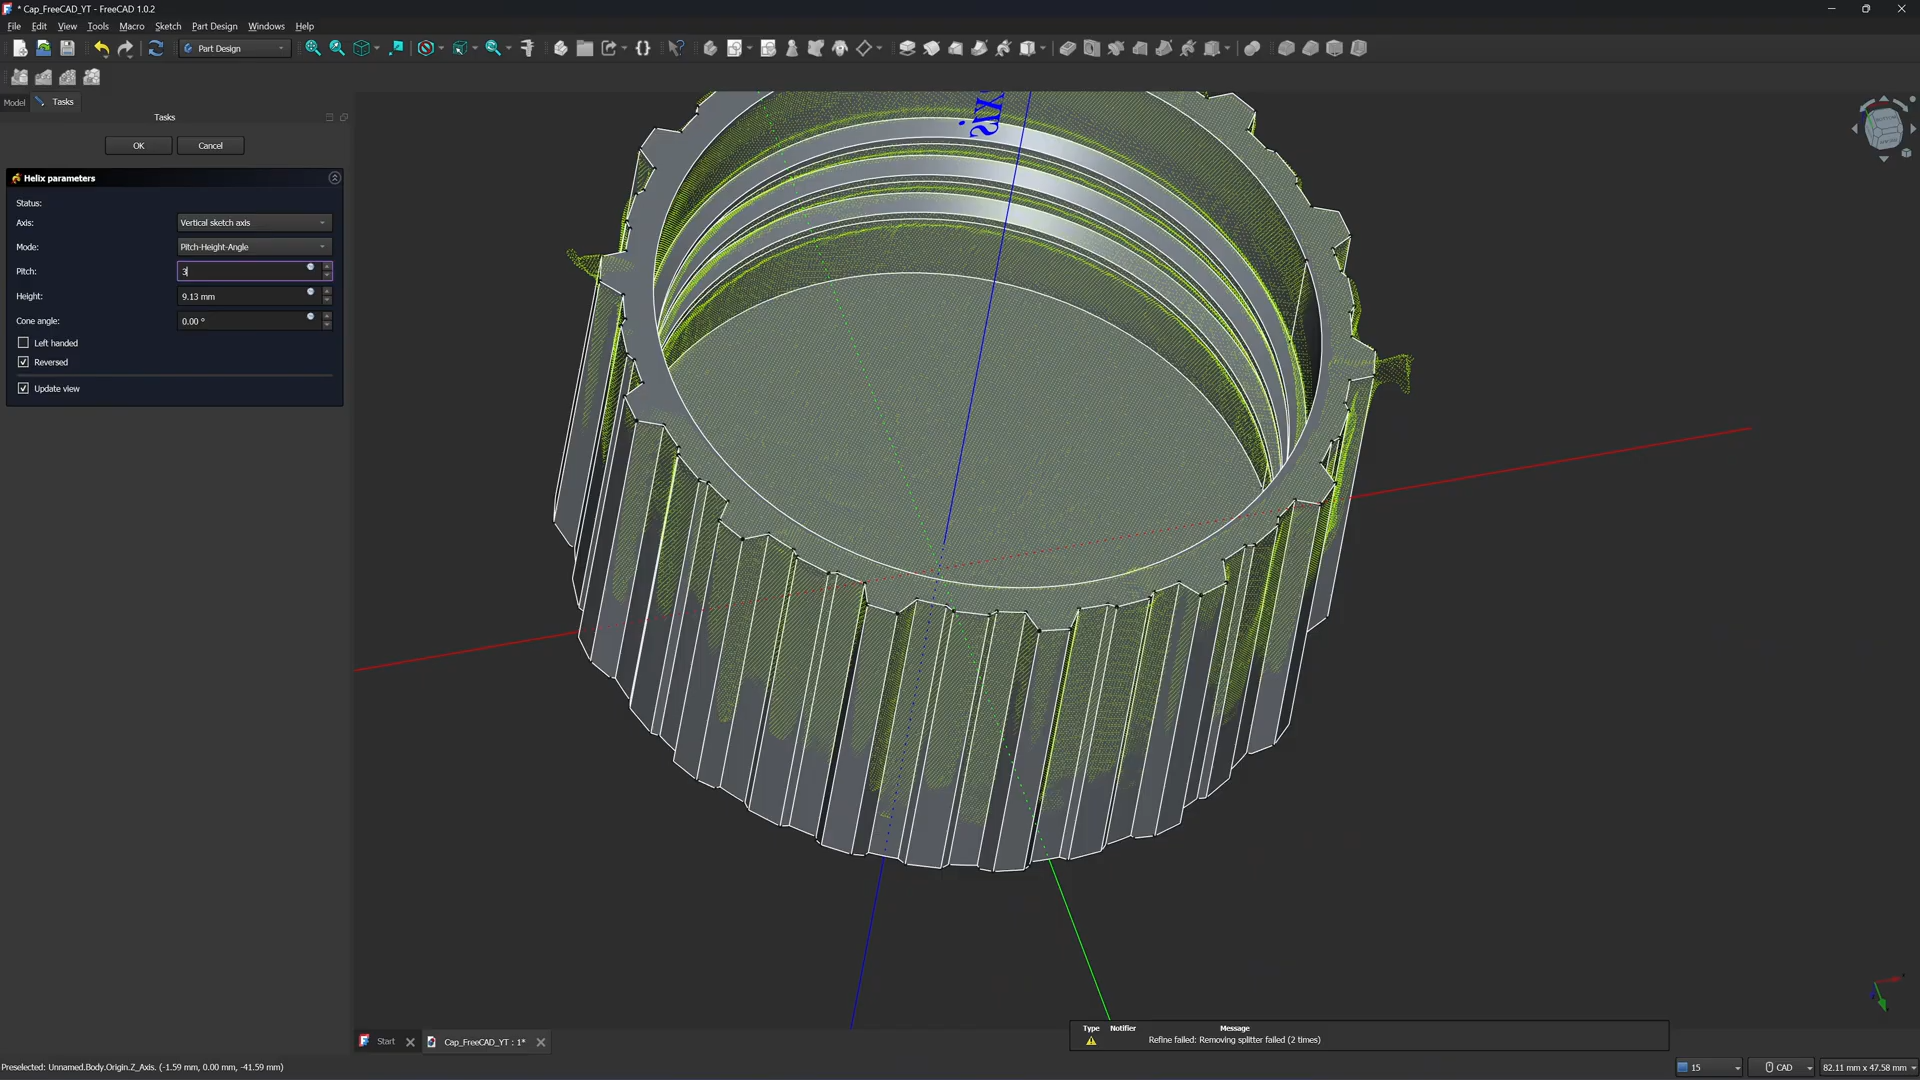 * Cap_FreeCAD_YT - FreeCAD 1.0.2
File Edit View Tools Macro Sketch Part Design Windows Help
Part Design
Model Tasks
Tasks
OK Cancel
Helix parameters
Status:
Axis: Vertical sketch axis
Mode: Pitch-Height-Angle
Pitch: 3
Height: 9.13 mm
Cone angle: 0.00 °
Left handed
Reversed
Update view
Type Notifier Message
Refine failed: Removing splitter failed (2 times)
Start Cap_FreeCAD_YT : 1*
Preselected: Unnamed.Body.Origin.Z_Axis. (-1.59 mm, 0.00 mm, -41.59 mm)
15 CAD 82.11 mm x 47.58 mm